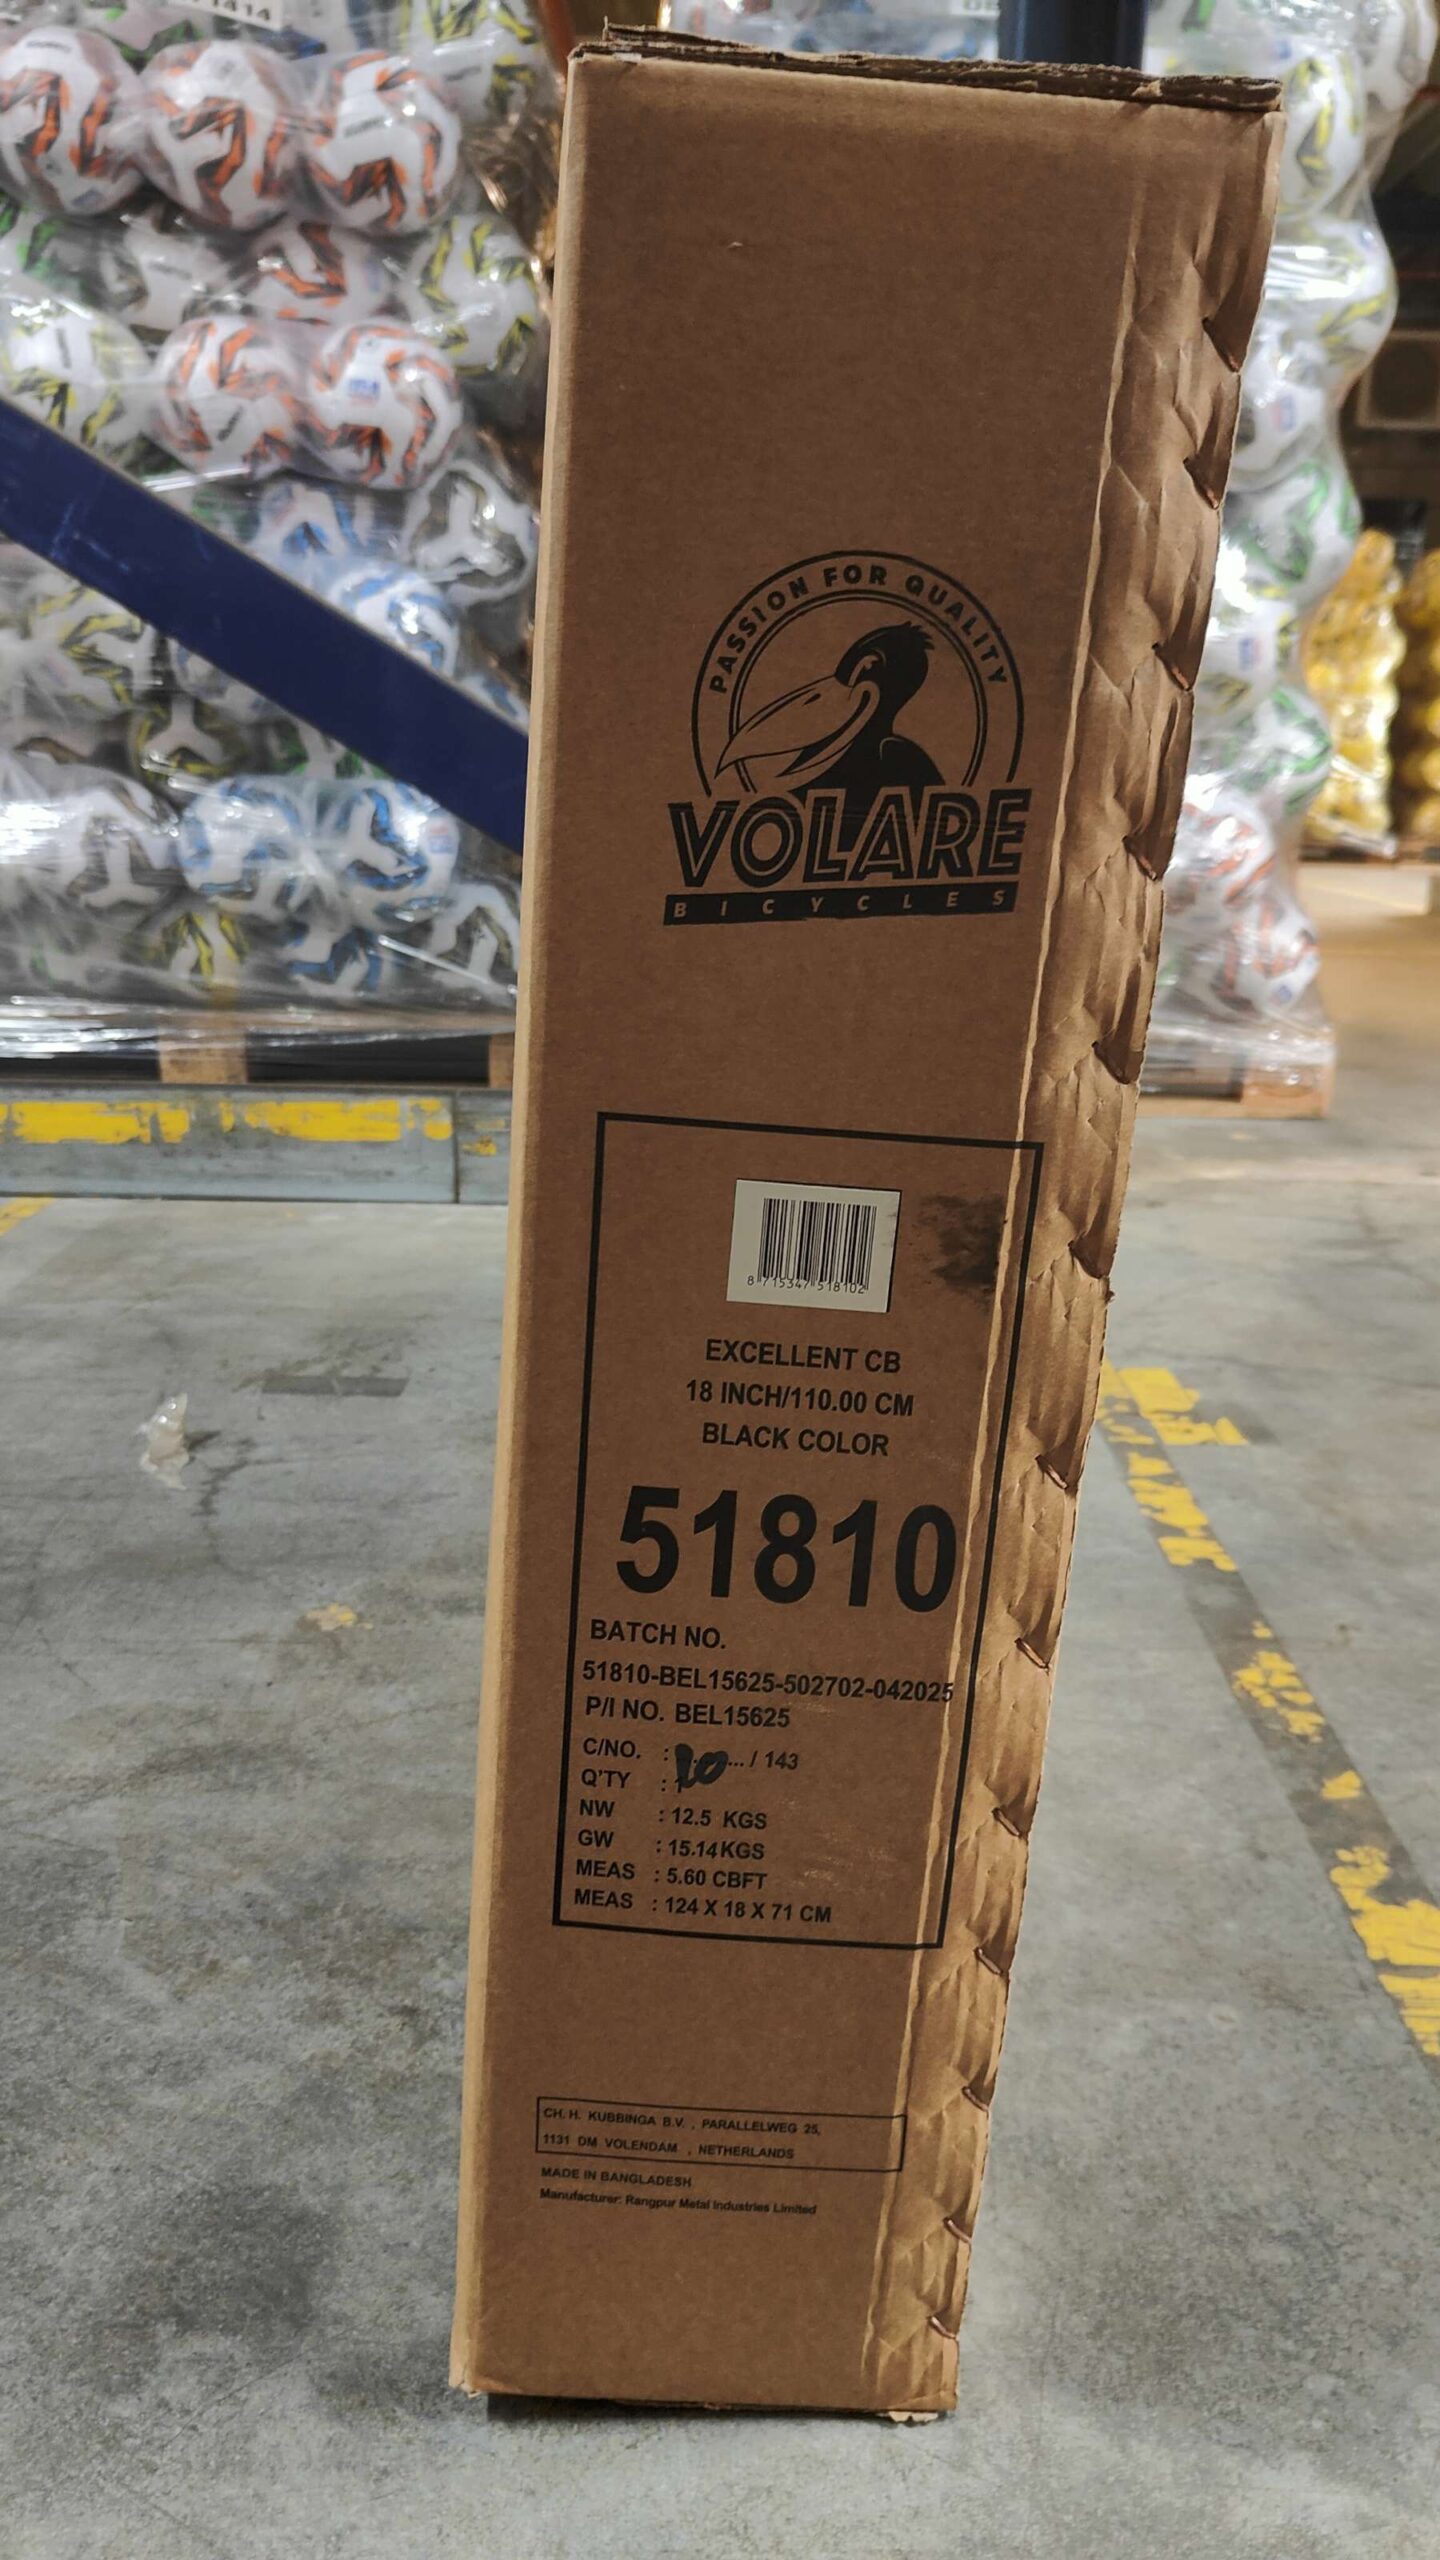 PASSION FOR QUALITY
VOLARE
BICYCLES
8 715347 518102
EXCELLENT CB
18 INCH/110.00 CM
BLACK COLOR
51810
BATCH NO.
51810-BEL15625-502702-042025
P/I NO. BEL15625
C/NO. : ... / 143
Q'TY : 1
NW : 12.5 KGS
GW : 15.14KGS
MEAS : 5.60 CBFT
MEAS : 124 X 18 X 71 CM
CH. H. KUBBINGA B.V. , PARALLELWEG 25,
1131 DM VOLENDAM , NETHERLANDS
MADE IN BANGLADESH
Manufacturer: Rangpur Metal Industries Limited